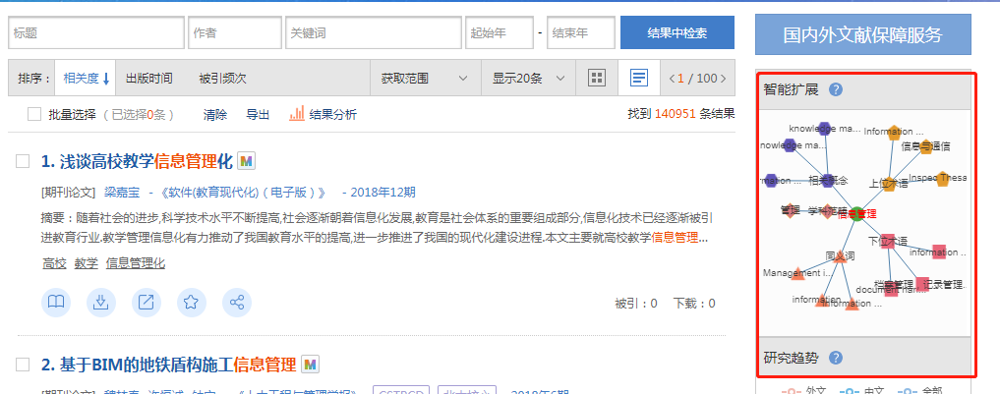 标题 作者 关键词 起始年 - 结束年 结果中检索
国内外文献保障服务
排序： 相关度 出版时间 被引频次 获取范围 显示20条 1 / 100
批量选择 （已选择0条） 清除 导出 结果分析 找到 140951 条结果
1. 浅谈高校教学信息管理化 M
[期刊论文] 梁嘉宝 - 《软件(教育现代化)（电子版）》 - 2018年12期
摘要：随着社会的进步,科学技术水平不断提高,社会逐渐朝着信息化发展,教育是社会体系的重要组成部分,信息化技术已经逐渐被引
进教育行业.教学管理信息化有力推动了我国教育水平的提高,进一步推进了我国的现代化建设进程.本文主要就高校教学信息管理...
高校 教学 信息管理化
被引：0 下载：0
2. 基于BIM的地铁盾构施工信息管理 M
智能扩展 ?
knowledge ma...
Information ...
nowledge ma...
信息与通信
mation ...
相关概念
上位术语
Inspec Thesa
管理
学科范畴
信息管理
下位术语
同义词
information ...
Management i...
档案管理
记录管理.
document man...
information
Information ...
研究趋势 ?
外文 中文 全部